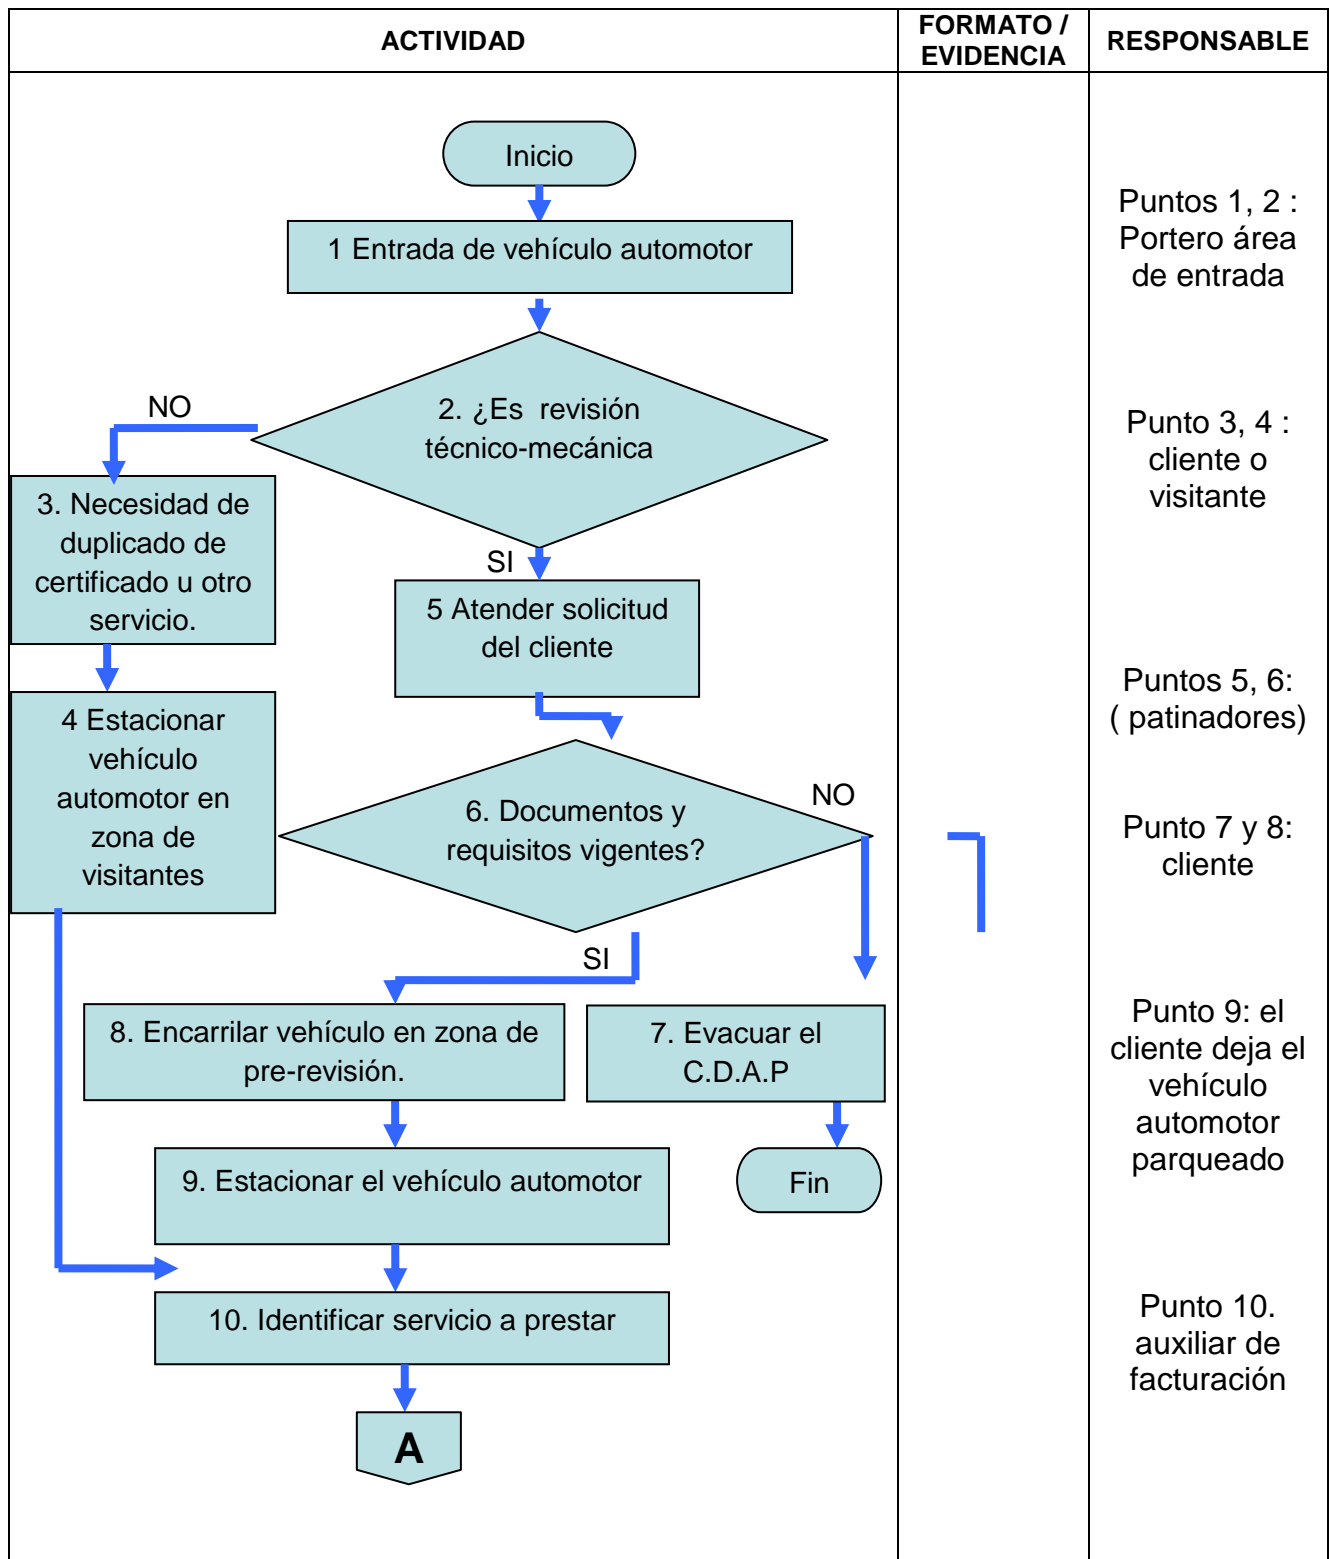 ACTIVIDAD
FORMATO /
EVIDENCIA
RESPONSABLE
Inicio
1 Entrada de vehículo automotor
2. ¿Es  revisión
técnico-mecánica
NO
SI
3. Necesidad de
duplicado de
certificado u otro
servicio.
5 Atender solicitud
del cliente
4 Estacionar
vehículo
automotor en
zona de
visitantes
6. Documentos y
requisitos vigentes?
NO
SI
8. Encarrilar vehículo en zona de
pre-revisión.
7. Evacuar el
C.D.A.P
9. Estacionar el vehículo automotor
Fin
10. Identificar servicio a prestar
A
Puntos 1, 2 :
Portero área
de entrada
Punto 3, 4 :
cliente o
visitante
Puntos 5, 6:
( patinadores)
Punto 7 y 8:
cliente
Punto 9: el
cliente deja el
vehículo
automotor
parqueado
Punto 10.
auxiliar de
facturación